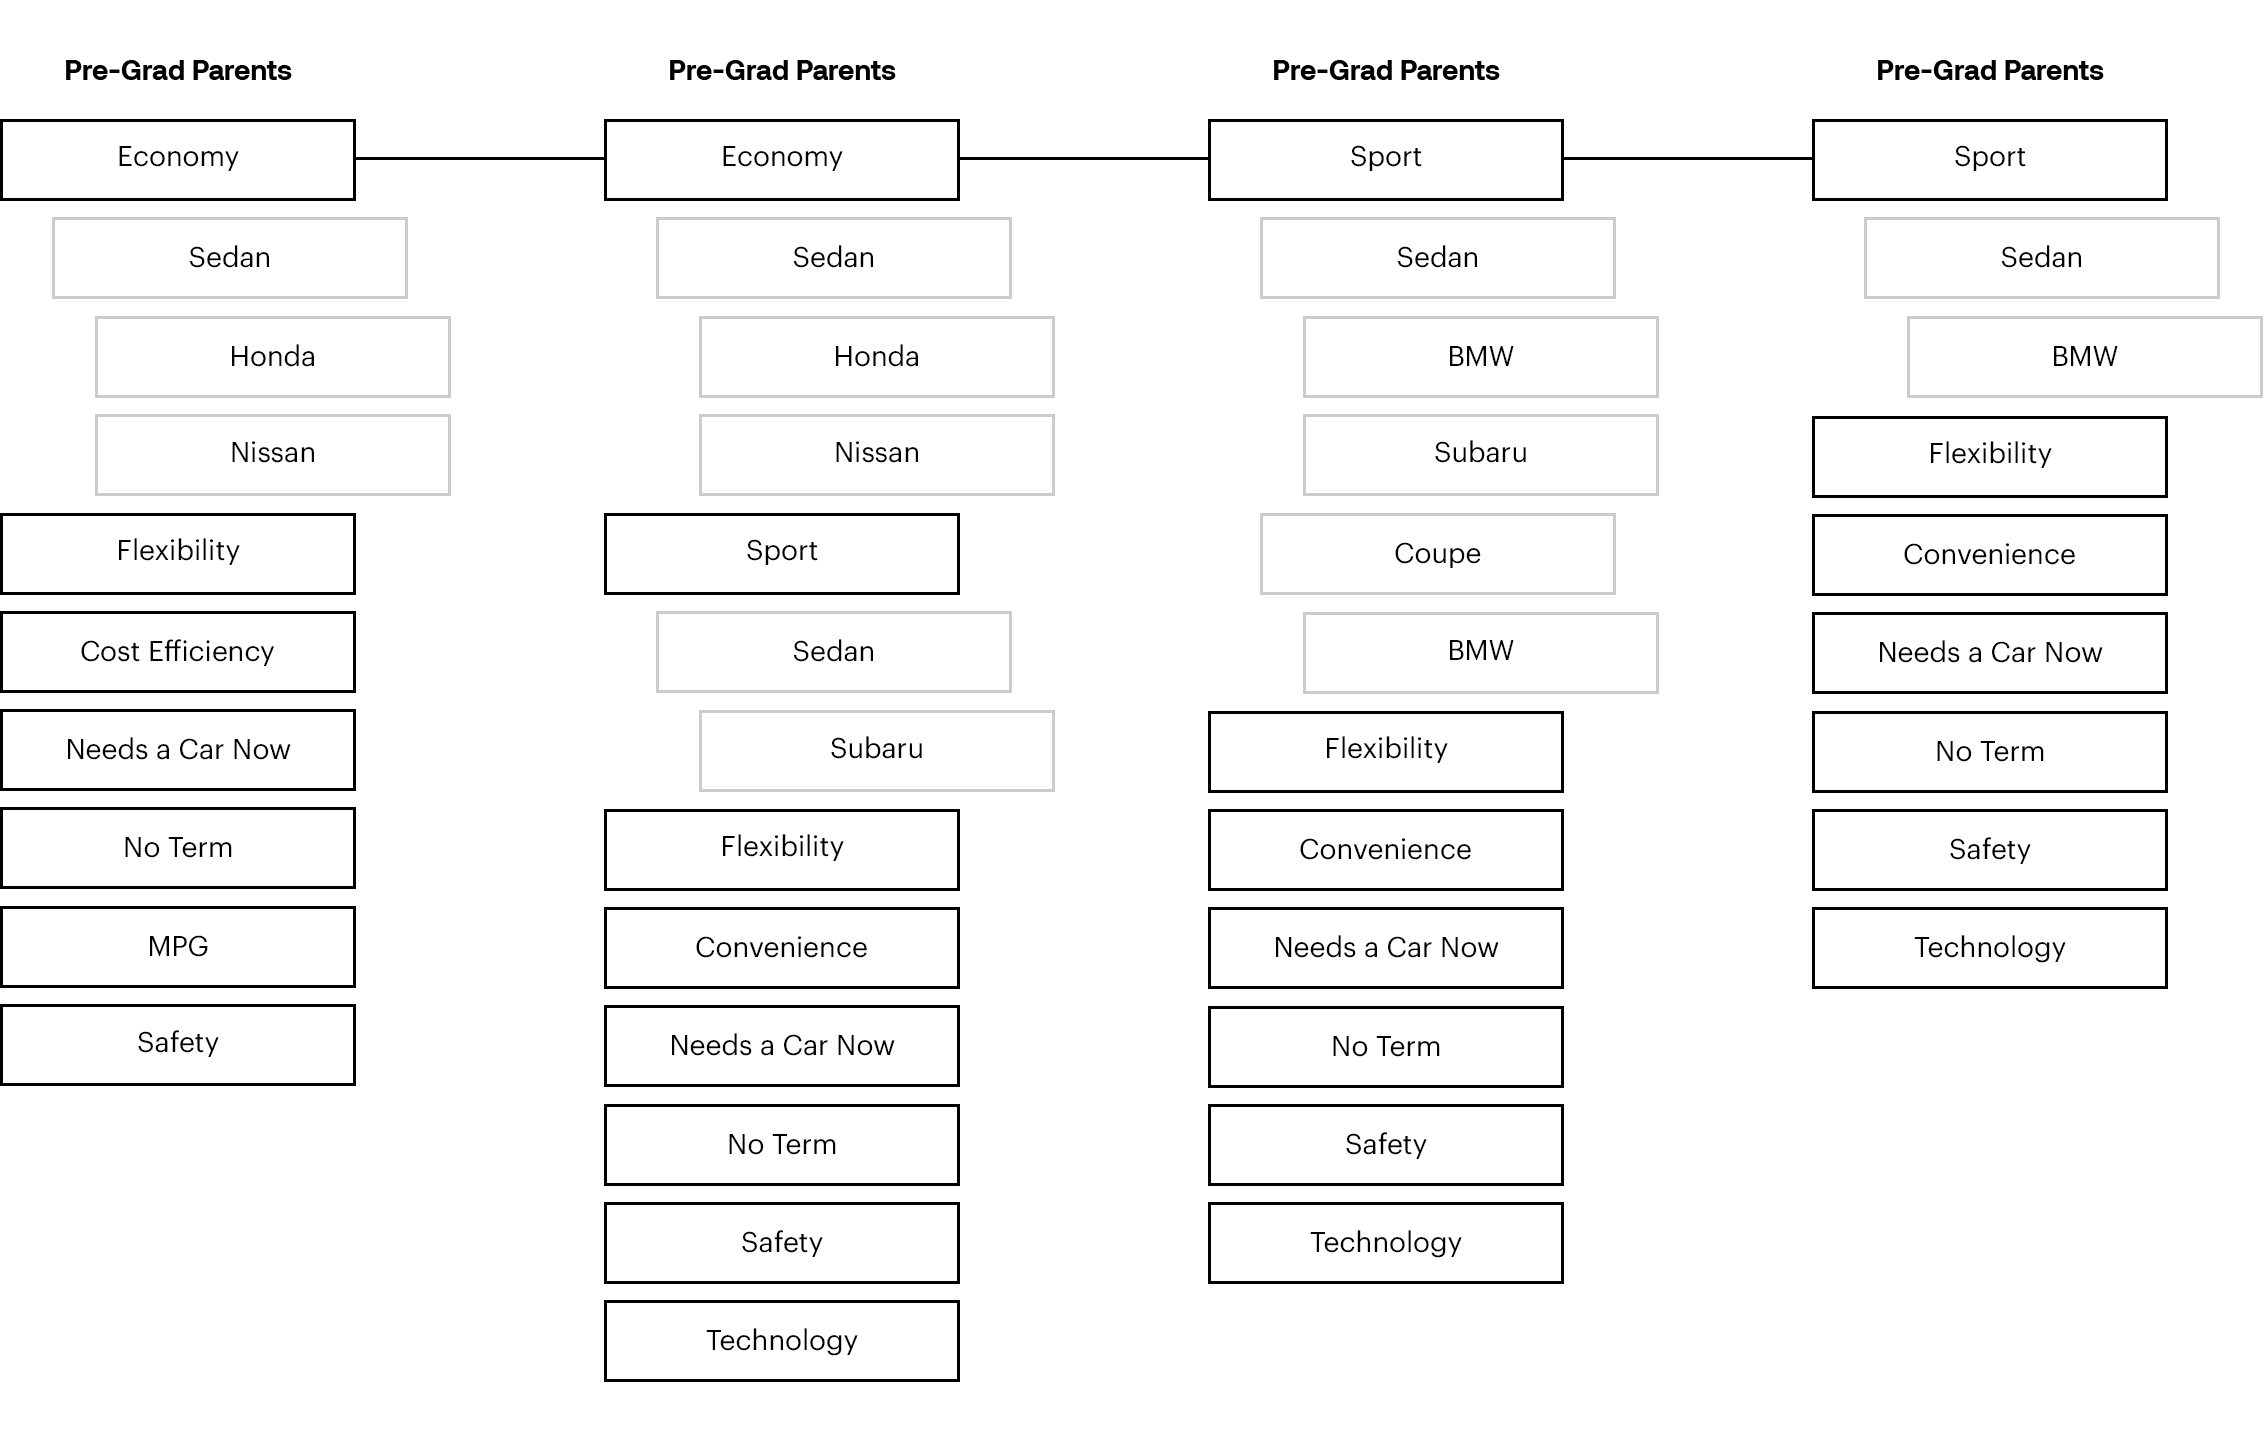 Pre-Grad Parents
Economy
Sedan
Honda
Nissan
Flexibility
Cost Efficiency
Needs a Car Now
No Term
MPG
Safety
Pre-Grad Parents
Economy
Sedan
Honda
Nissan
Sport
Sedan
Subaru
Flexibility
Convenience
Needs a Car Now
No Term
Safety
Technology
Pre-Grad Parents
Sport
Sedan
BMW
Subaru
Coupe
BMW
Flexibility
Convenience
Needs a Car Now
No Term
Safety
Technology
Pre-Grad Parents
Sport
Sedan
BMW
Flexibility
Convenience
Needs a Car Now
No Term
Safety
Technology